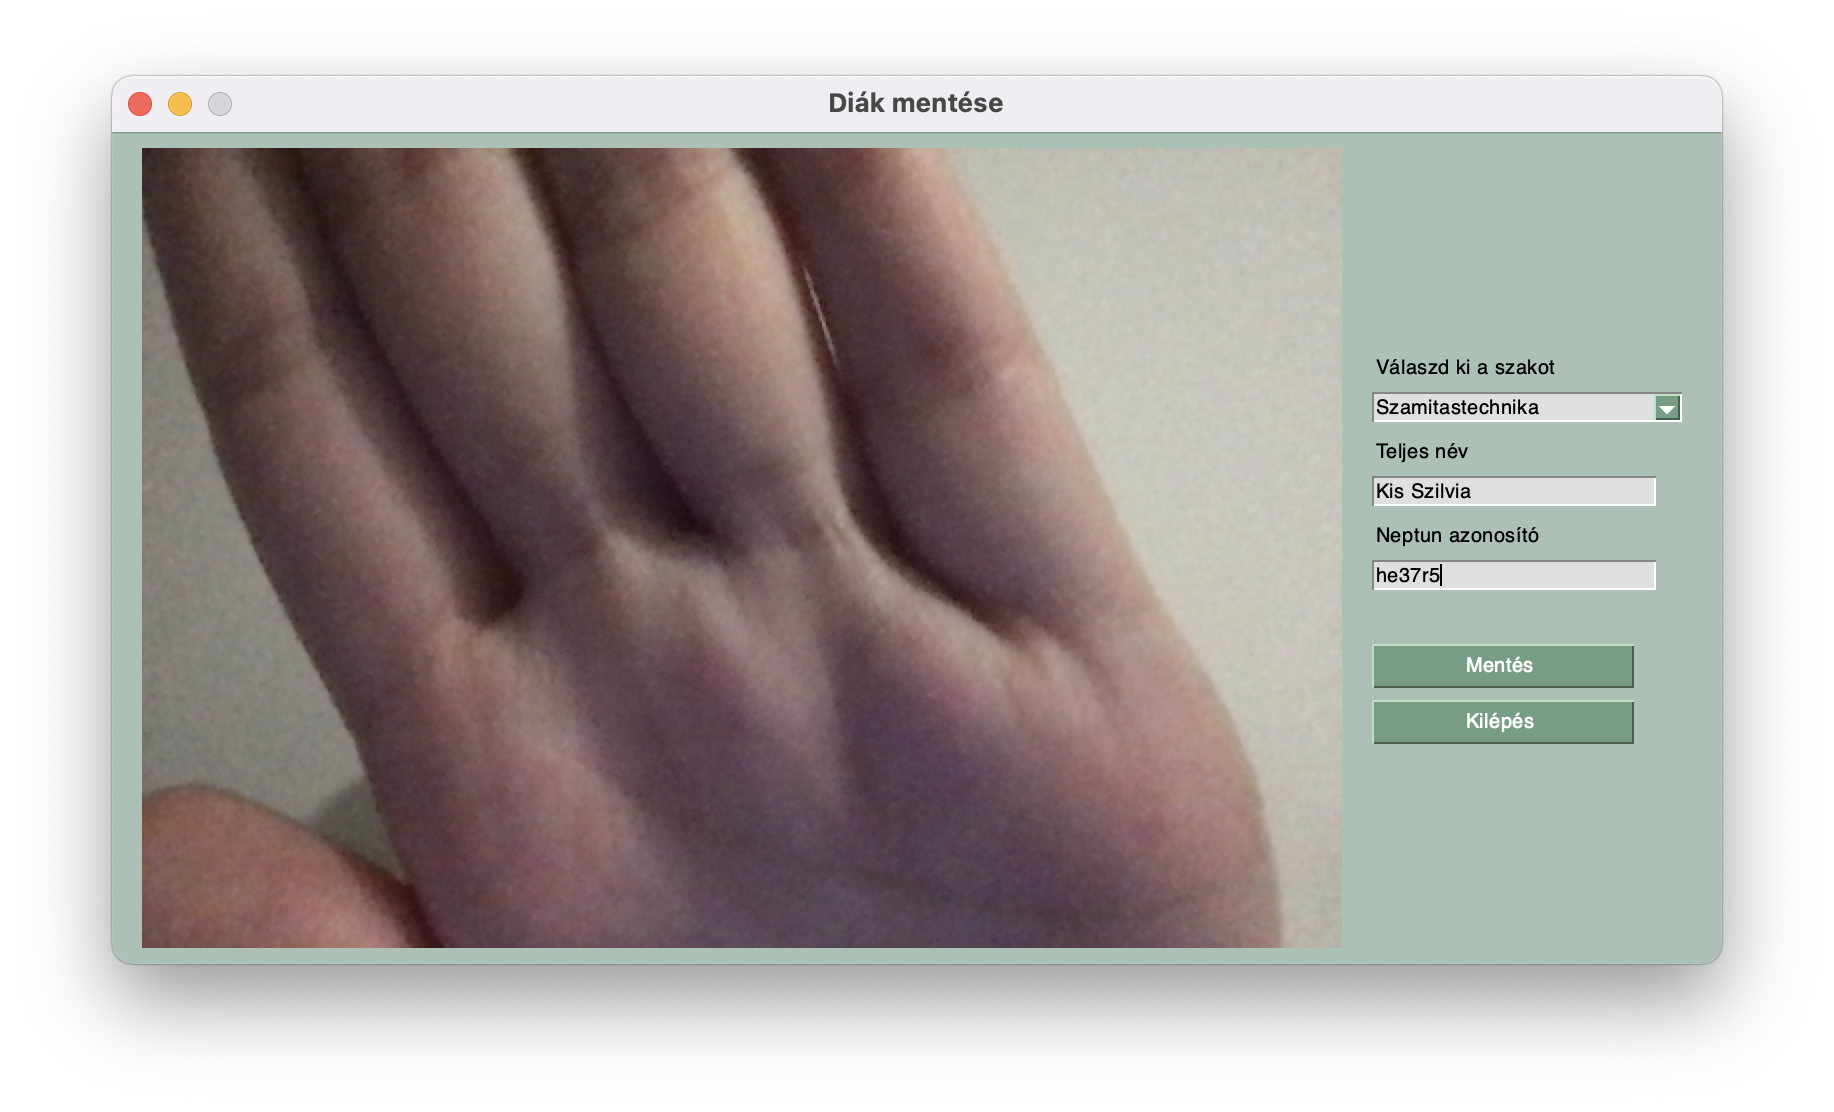 Diák mentése
Válaszd ki a szakot
Szamitastechnika
Teljes név
Kis Szilvia
Neptun azonosító
he37r5
Mentés
Kilépés